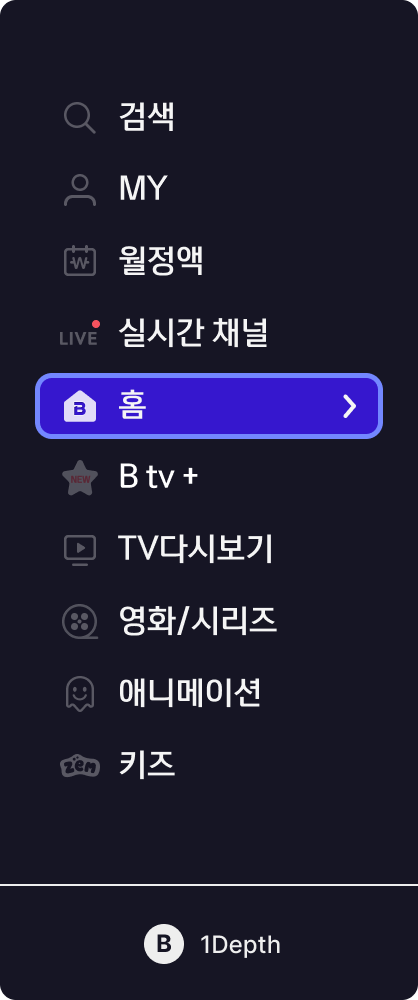 검색
MY
월정액
LIVE 실시간 채널
B 홈
NEW B tv +
TV다시보기
영화/시리즈
애니메이션
zem 키즈
B 1Depth